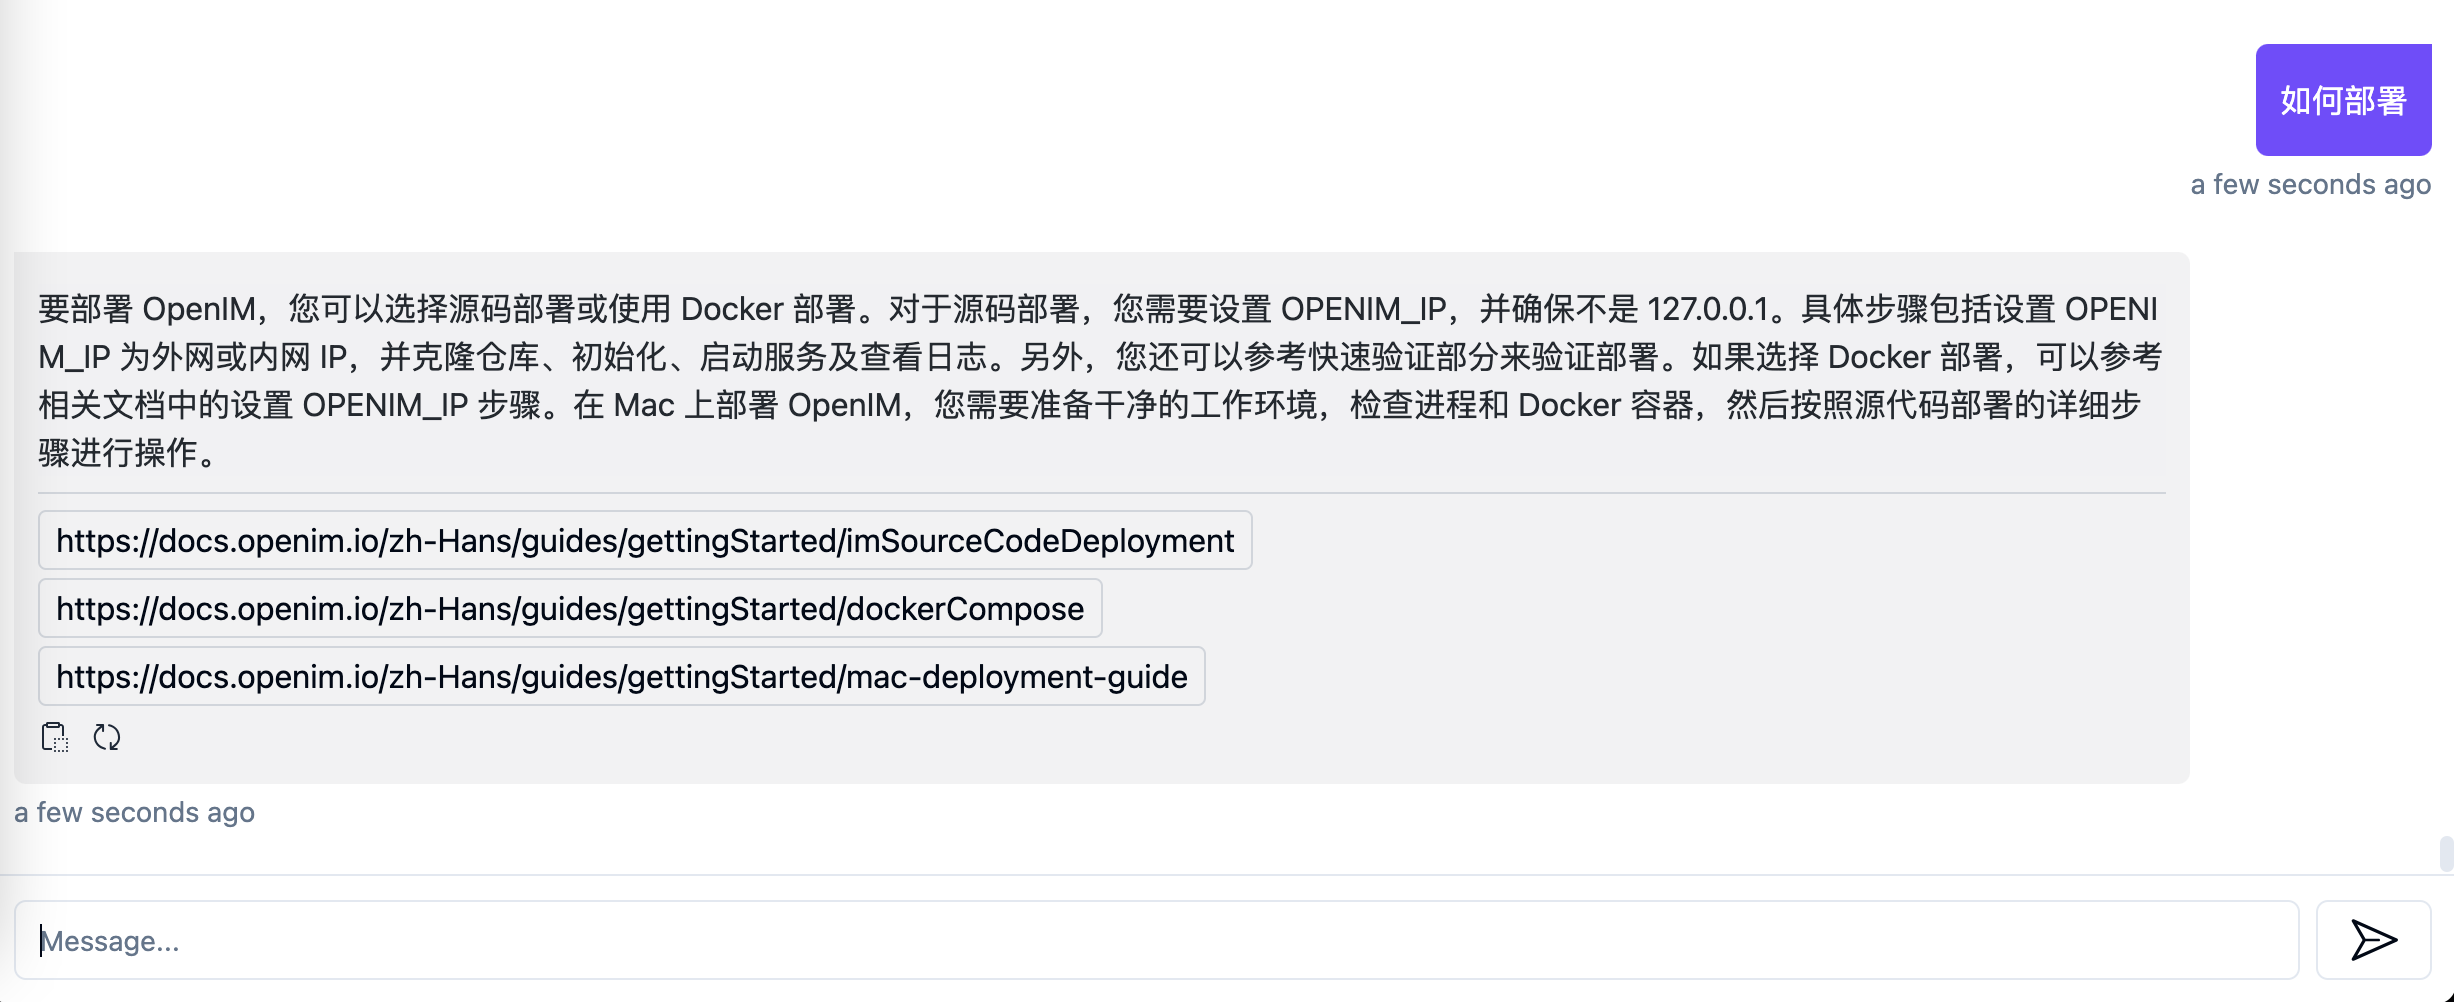 如何部署
a few seconds ago
要部署 OpenIM，您可以选择源码部署或使用 Docker 部署。对于源码部署，您需要设置 OPENIM_IP，并确保不是 127.0.0.1。具体步骤包括设置 OPENI
M_IP 为外网或内网 IP，并克隆仓库、初始化、启动服务及查看日志。另外，您还可以参考快速验证部分来验证部署。如果选择 Docker 部署，可以参考
相关文档中的设置 OPENIM_IP 步骤。在 Mac 上部署 OpenIM，您需要准备干净的工作环境，检查进程和 Docker 容器，然后按照源代码部署的详细步
骤进行操作。
https://docs.openim.io/zh-Hans/guides/gettingStarted/imSourceCodeDeployment
https://docs.openim.io/zh-Hans/guides/gettingStarted/dockerCompose
https://docs.openim.io/zh-Hans/guides/gettingStarted/mac-deployment-guide
a few seconds ago
Message...